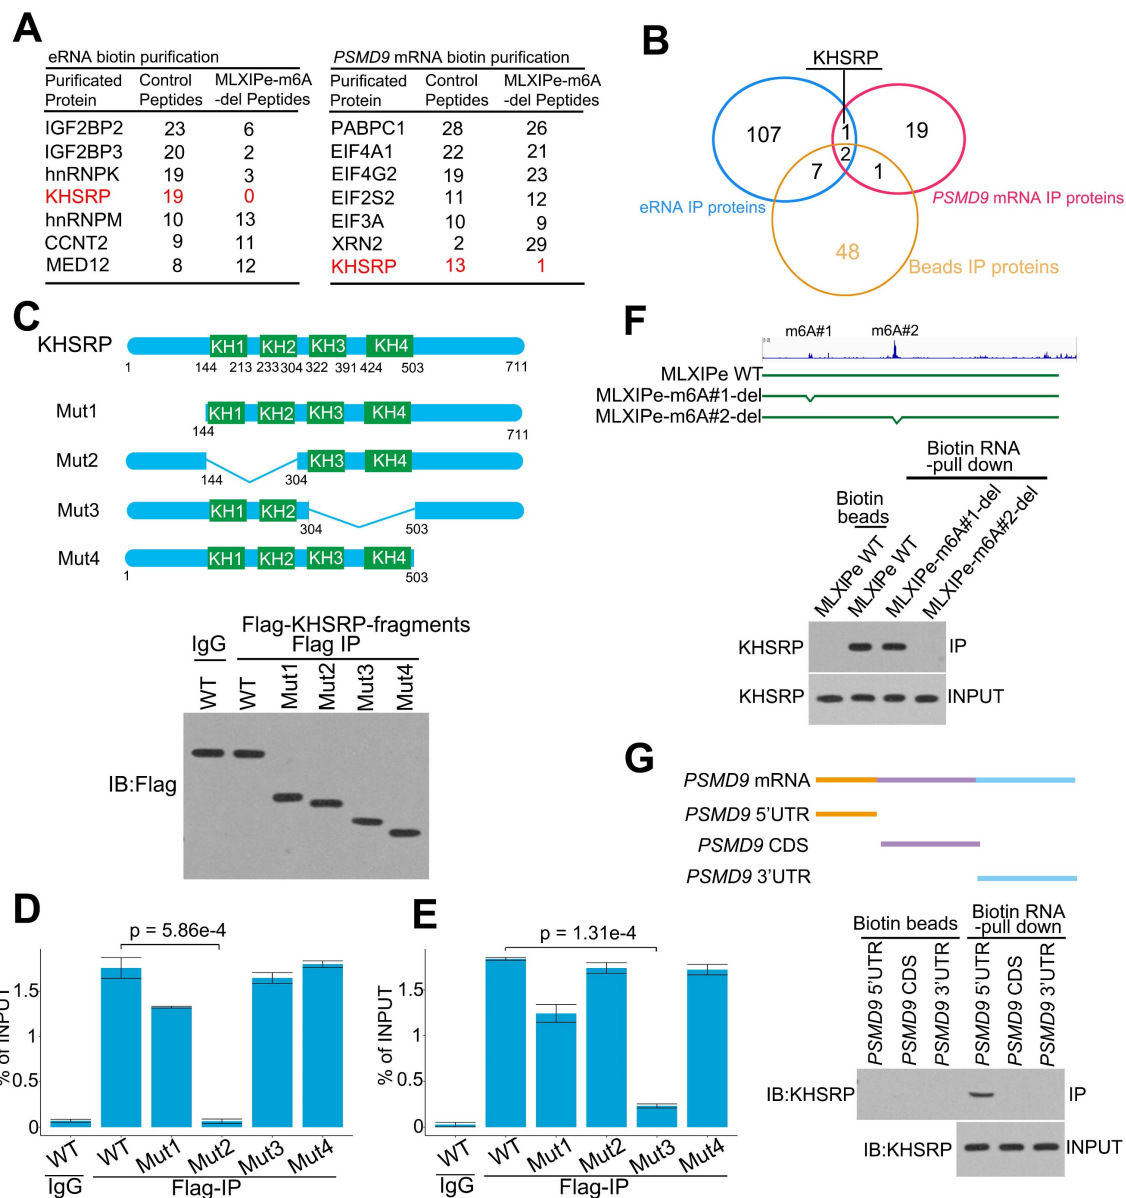 A
eRNA biotin purification
Purificated Protein
Control Peptides
MLXIPe-m6A -del Peptides
IGF2BP2 23 6
IGF2BP3 20 2
hnRNPK 19 3
KHSRP 19 0
hnRNPM 10 13
CCNT2 9 11
MED12 8 12
PSMD9 mRNA biotin purification
Purificated Protein
Control Peptides
MLXIPe-m6A -del Peptides
PABPC1 28 26
EIF4A1 22 21
EIF4G2 19 23
EIF2S2 11 12
EIF3A 10 9
XRN2 2 29
KHSRP 13 1
B
KHSRP
107 1 19
2
7 1
eRNA IP proteins
PSMD9 mRNA IP proteins
48
Beads IP proteins
C
KHSRP KH1 KH2 KH3 KH4
1 144 213 233 304 322 391 424 503 711
Mut1 KH1 KH2 KH3 KH4
144 711
Mut2 KH3 KH4
144 304
Mut3 KH1 KH2
304 503
Mut4 KH1 KH2 KH3 KH4
1 503
Flag-KHSRP-fragments
IgG Flag IP
WT WT Mut1 Mut2 Mut3 Mut4
IB:Flag
D
p = 5.86e-4
% of INPUT
1.5
1
0.5
0
WT WT Mut1 Mut2 Mut3 Mut4
IgG Flag-IP
E
p = 1.31e-4
% of INPUT
1.5
1
0.5
0
WT WT Mut1 Mut2 Mut3 Mut4
IgG Flag-IP
F
m6A#1 m6A#2
MLXIPe WT
MLXIPe-m6A#1-del
MLXIPe-m6A#2-del
Biotin RNA
-pull down
Biotin
beads
MLXIPe WT
MLXIPe WT
MLXIPe-m6A#1-del
MLXIPe-m6A#2-del
KHSRP IP
KHSRP INPUT
G
PSMD9 mRNA
PSMD9 5'UTR
PSMD9 CDS
PSMD9 3'UTR
Biotin beads
Biotin RNA
-pull down
PSMD9 5'UTR
PSMD9 CDS
PSMD9 3'UTR
PSMD9 5'UTR
PSMD9 CDS
PSMD9 3'UTR
IB:KHSRP IP
IB:KHSRP INPUT